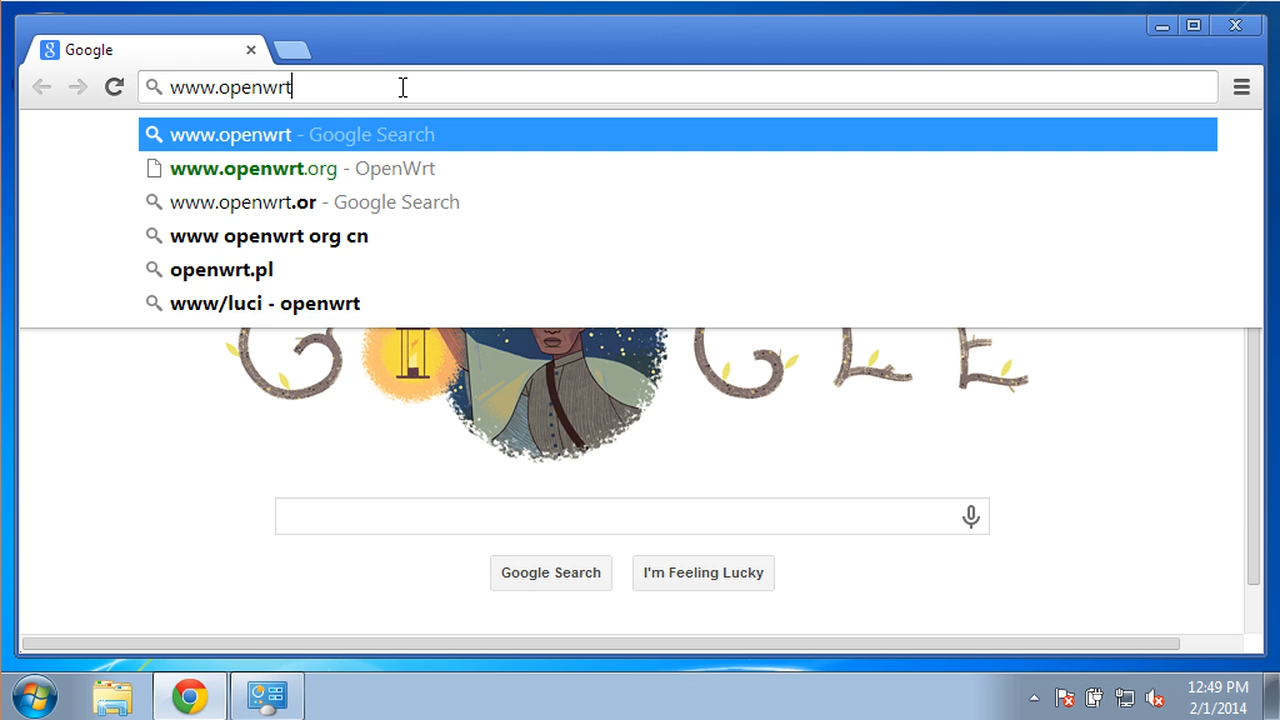 Google
www.openwrt
www.openwrt - Google Search
www.openwrt.org - OpenWrt
www.openwrt.or - Google Search
www openwrt org cn
openwrt.pl
www/luci - openwrt
Google Search
I'm Feeling Lucky
12:49 PM
2/1/2014